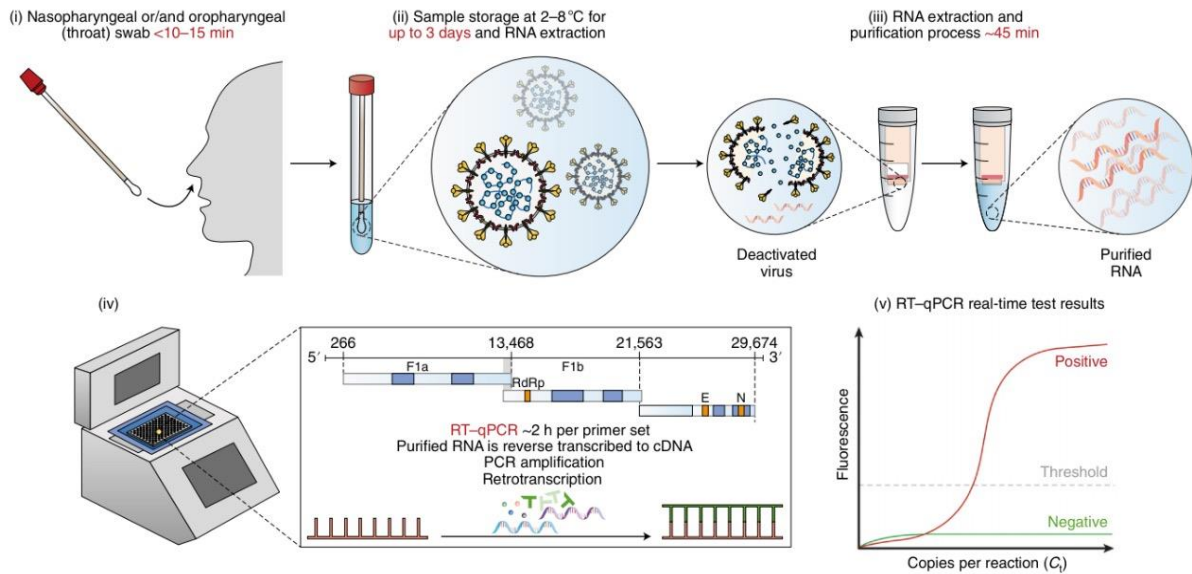 (i) Nasopharyngeal or/and oropharyngeal
(throat) swab <10–15 min
(ii) Sample storage at 2–8 °C for
up to 3 days and RNA extraction
(iii) RNA extraction and
purification process ~45 min
Deactivated
virus
Purified
RNA
(iv)
266
13,468
21,563
29,674
5′
3′
F1a
F1b
RdRp
E
N
RT–qPCR ~2 h per primer set
Purified RNA is reverse transcribed to cDNA
PCR amplification
Retrotranscription
(v) RT–qPCR real-time test results
Positive
Fluorescence
Threshold
Negative
Copies per reaction (Ct)